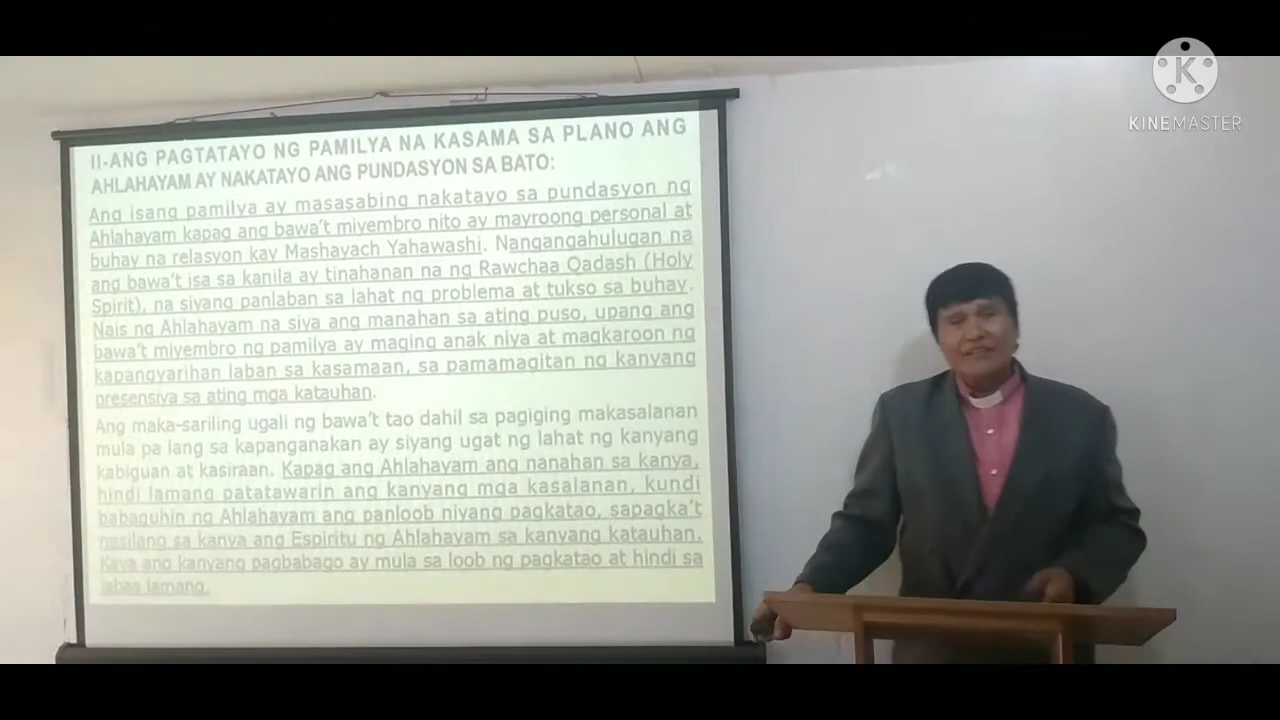 II-ANG PAGTATAYO NG PAMILYA NA KASAMA SA PLANO ANG
AHLAHAYAM AY NAKATAYO ANG PUNDASYON SA BATO:
Ang isang pamilya ay masasabing nakatayo sa pundasyon ng
Ahlahayam kapag ang bawa't miyembro nito ay mayroong personal at
buhay na relasyon kay Mashayach Yahawashi. Nangangahulugan na
ang bawa't isa sa kanila ay tinahanan na ng Rawchaa Qadash (Holy
Spirit), na siyang panlaban sa lahat ng problema at tukso sa buhay.
Nais ng Ahlahayam na siya ang manahan sa ating puso, upang ang
bawa't miyembro ng pamilya ay maging anak niya at magkaroon ng
kapangyarihan laban sa kasamaan, sa pamamagitan ng kanyang
presensiya sa ating mga katauhan.
Ang maka-sariling ugali ng bawa't tao dahil sa pagiging makasalanan
mula pa lang sa kapanganakan ay siyang ugat ng lahat ng kanyang
kabiguan at kasiraan. Kapag ang Ahlahayam ang nanahan sa kanya,
hindi lamang patatawarin ang kanyang mga kasalanan, kundi
babaguhin ng Ahlahayam ang panloob niyang pagkatao, sapagka't
nasilang sa kanya ang Espiritu ng Ahlahayam sa kanyang katauhan.
Kaya ang kanyang pagbabago ay mula sa loob ng pagkatao at hindi sa
labas lamang.
K
KINEMASTER